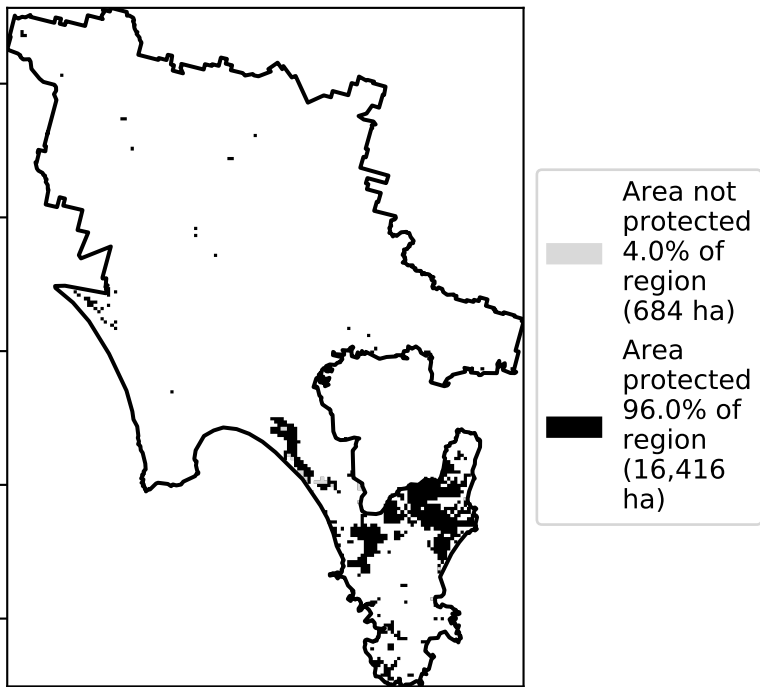 Area not
protected
4.0% of
region
(684 ha)
Area
protected
96.0% of
region
(16,416
ha)